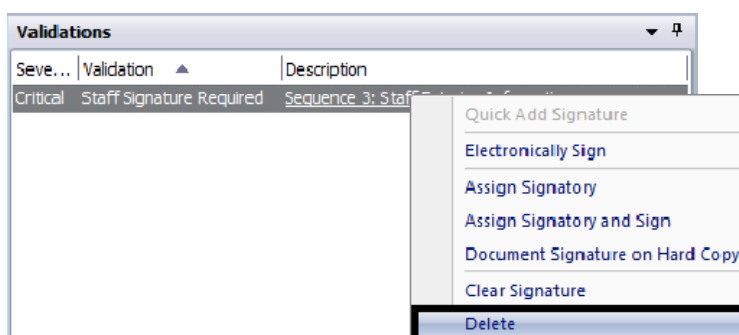 Validations
Seve... Validation Description
Critical Staff Signature Required Sequence 3: Staff
Quick Add Signature
Electronically Sign
Assign Signatory
Assign Signatory and Sign
Document Signature on Hard Copy
Clear Signature
Delete